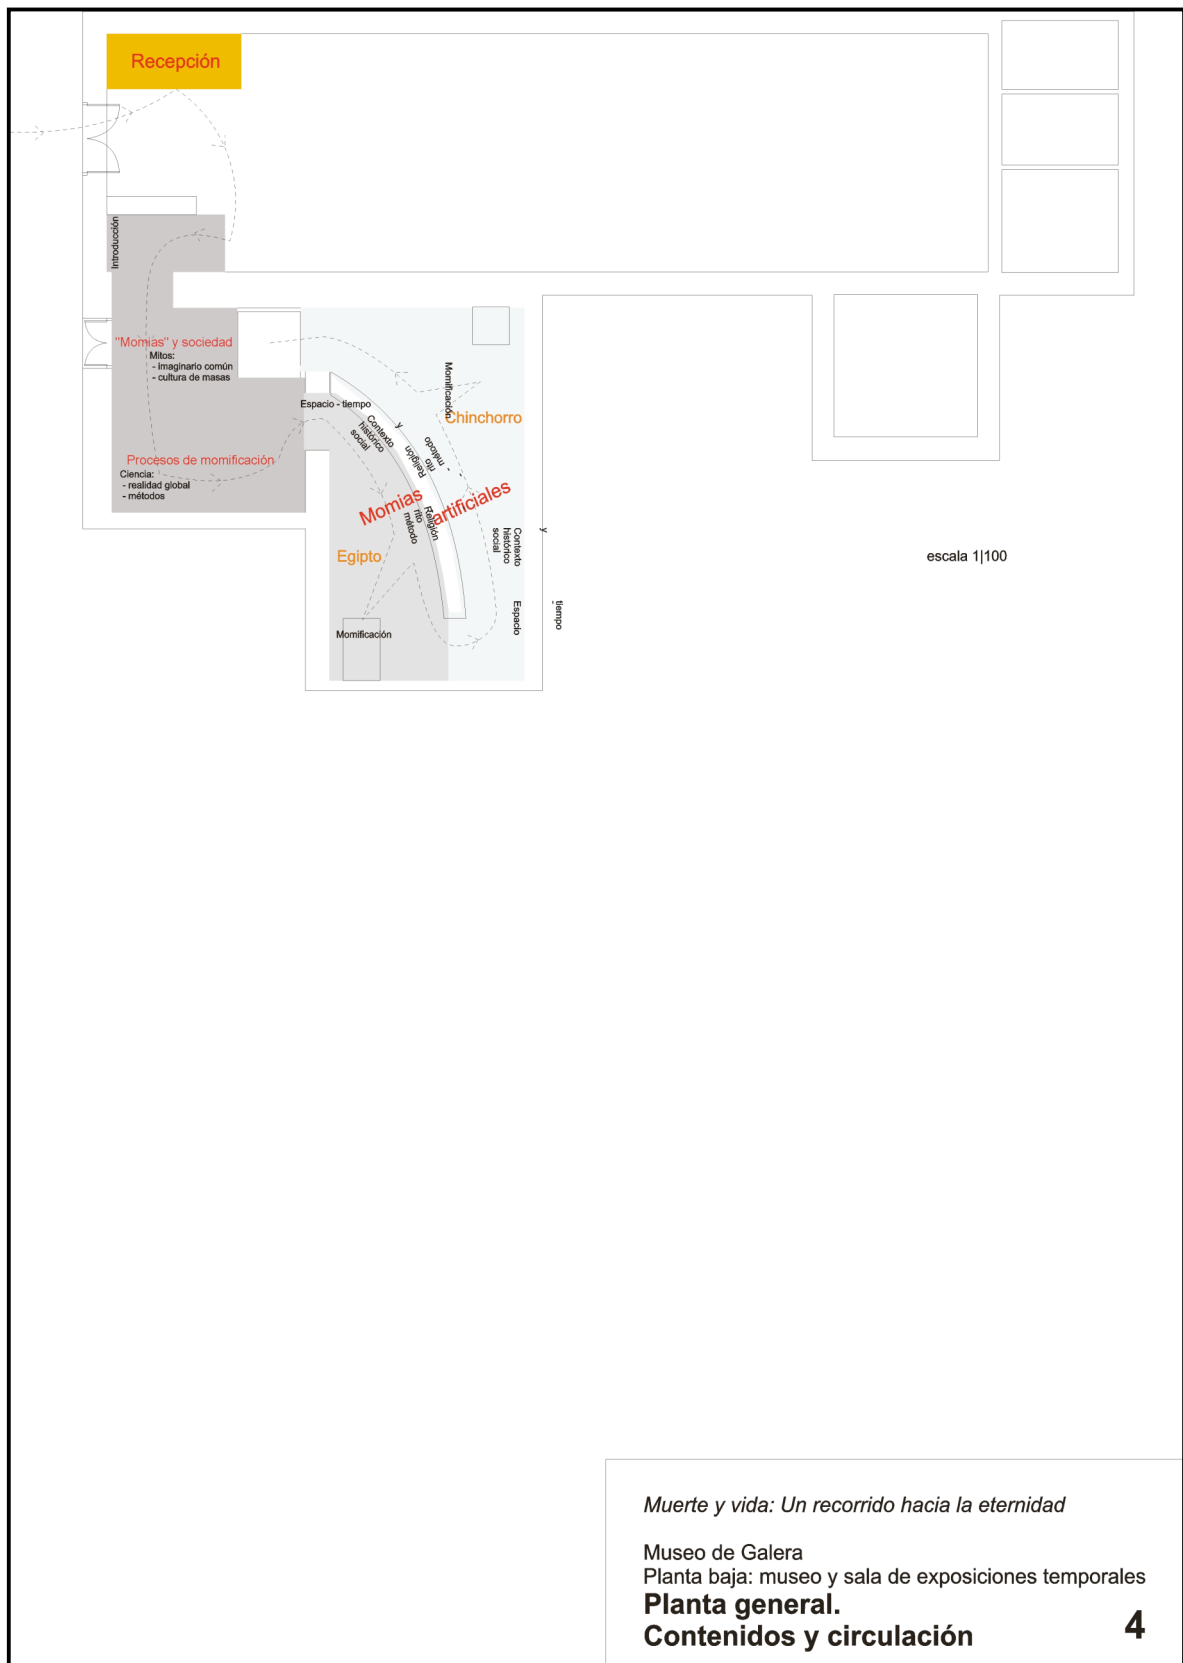 Recepción
Introducción
"Momias" y sociedad
Mitos:
- imaginario común
- cultura de masas
Procesos de momificación
Ciencia:
- realidad global
- métodos
Espacio - tiempo
Contexto
histórico
social
Religión
rito
método
Momias
artificiales
Egipto
Momificación
Espacio
-
tiempo
Contexto
histórico
social
y
Religión
y
rito
-
método
-
Chinchorro
Momificación
escala 1|100
Muerte y vida: Un recorrido hacia la eternidad
Museo de Galera
Planta baja: museo y sala de exposiciones temporales
Planta general.
Contenidos y circulación
4